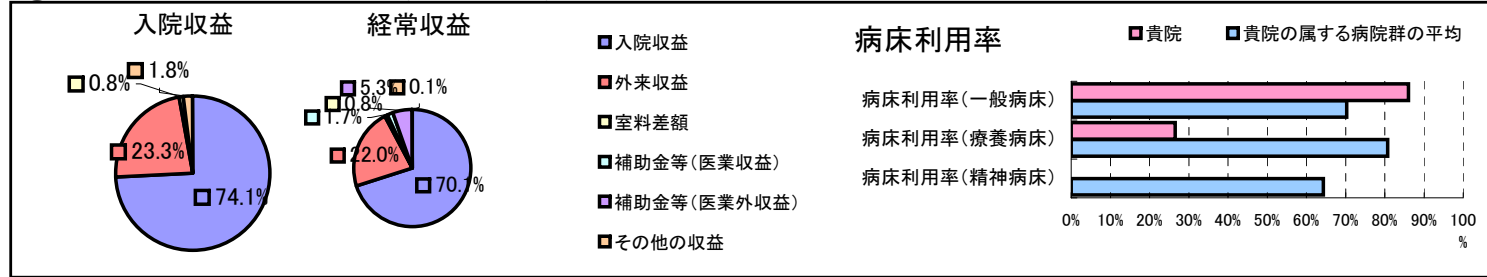 入院収益
0.8%
1.8%
23.3%
74.1%
経常収益
5.3%
0.1%
0.8%
1.7%
22.0%
70.1%
入院収益
外来収益
室料差額
補助金等(医業収益)
補助金等(医業外収益)
その他の収益
病床利用率
貴院
貴院の属する病院群の平均
病床利用率(一般病床)
病床利用率(療養病床)
病床利用率(精神病床)
0% 10% 20% 30% 40% 50% 60% 70% 80% 90% 100
%